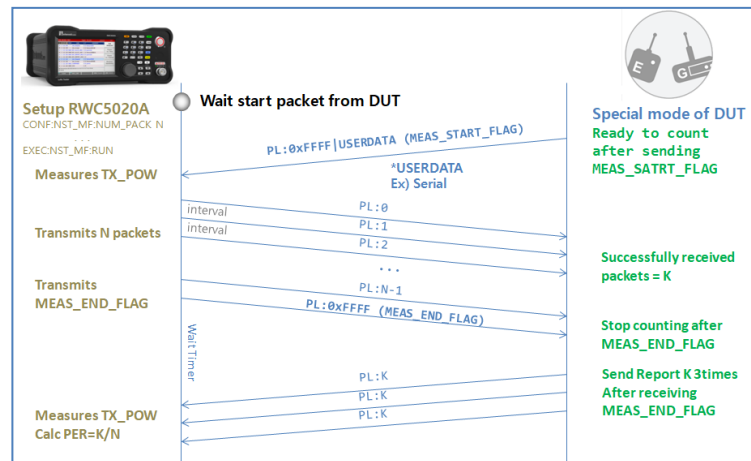 Wait start packet from DUT
Setup RWC5020A
CONF:NST_MF:NUM_PACK N
...
EXEC:NST_MF:RUN
Measures TX_POW
E
G
Special mode of DUT
Ready to count
after sending
MEAS_SATRT_FLAG
PL:0xFFFF|USERDATA (MEAS_START_FLAG)
*USERDATA
Ex) Serial
interval
interval
PL:0
PL:1
PL:2
...
PL:N-1
PL:0xFFFF (MEAS_END_FLAG)
Transmits N packets
Transmits
MEAS_END_FLAG
Successfully received
packets = K
Stop counting after
MEAS_END_FLAG
Wait Timer
PL:K
PL:K
PL:K
Send Report K 3times
After receiving
MEAS_END_FLAG
Measures TX_POW
Calc PER=K/N